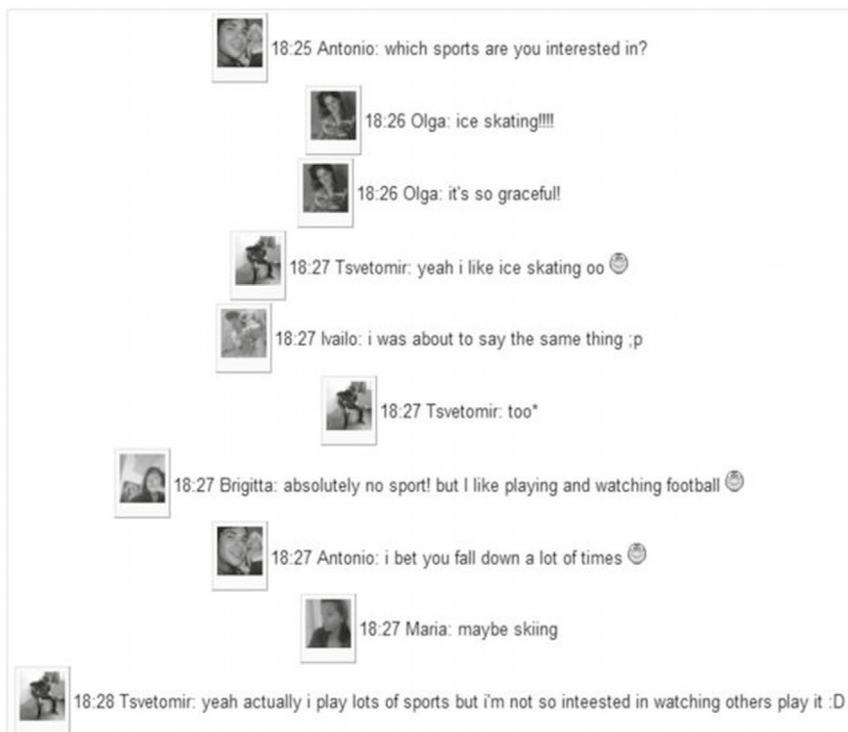 18:25 Antonio: which sports are you interested in?
18:26 Olga: ice skating!!!!
18:26 Olga: it's so graceful!
18:27 Tsvetomir: yeah i like ice skating oo
18:27 Ivailo: i was about to say the same thing ;p
18:27 Tsvetomir: too*
18:27 Brigitta: absolutely no sport! but I like playing and watching football
18:27 Antonio: i bet you fall down a lot of times
18:27 Maria: maybe skiing
18:28 Tsvetomir: yeah actually i play lots of sports but i'm not so inteested in watching others play it :D